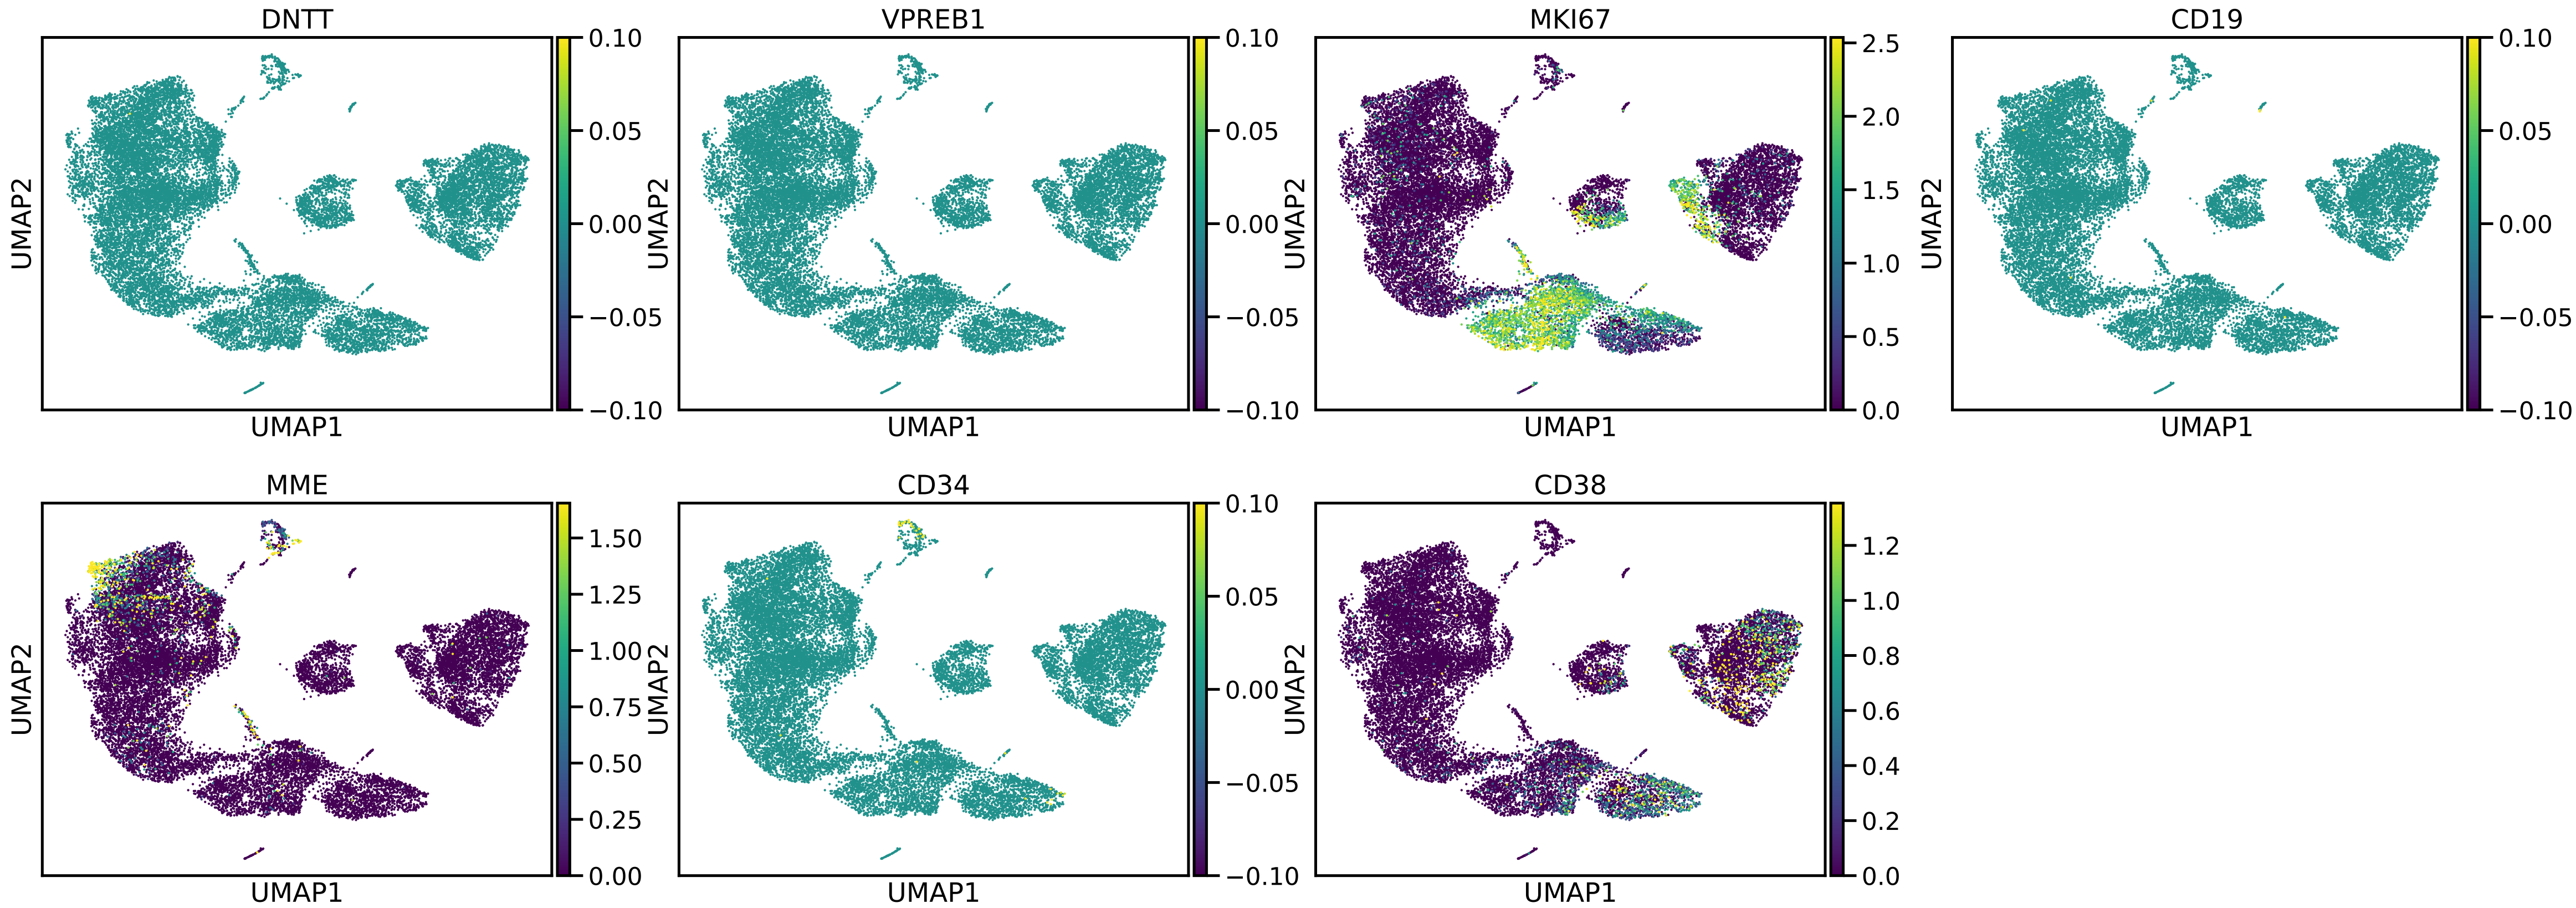 DNTT
0.10
0.05
0.00
−0.05
−0.10
UMAP2
UMAP1
VPREB1
0.10
0.05
0.00
−0.05
−0.10
UMAP2
UMAP1
MKI67
2.5
2.0
1.5
1.0
0.5
0.0
UMAP2
UMAP1
CD19
0.10
0.05
0.00
−0.05
−0.10
UMAP2
UMAP1
MME
1.50
1.25
1.00
0.75
0.50
0.25
0.00
UMAP2
UMAP1
CD34
0.10
0.05
0.00
−0.05
−0.10
UMAP2
UMAP1
CD38
1.2
1.0
0.8
0.6
0.4
0.2
0.0
UMAP2
UMAP1